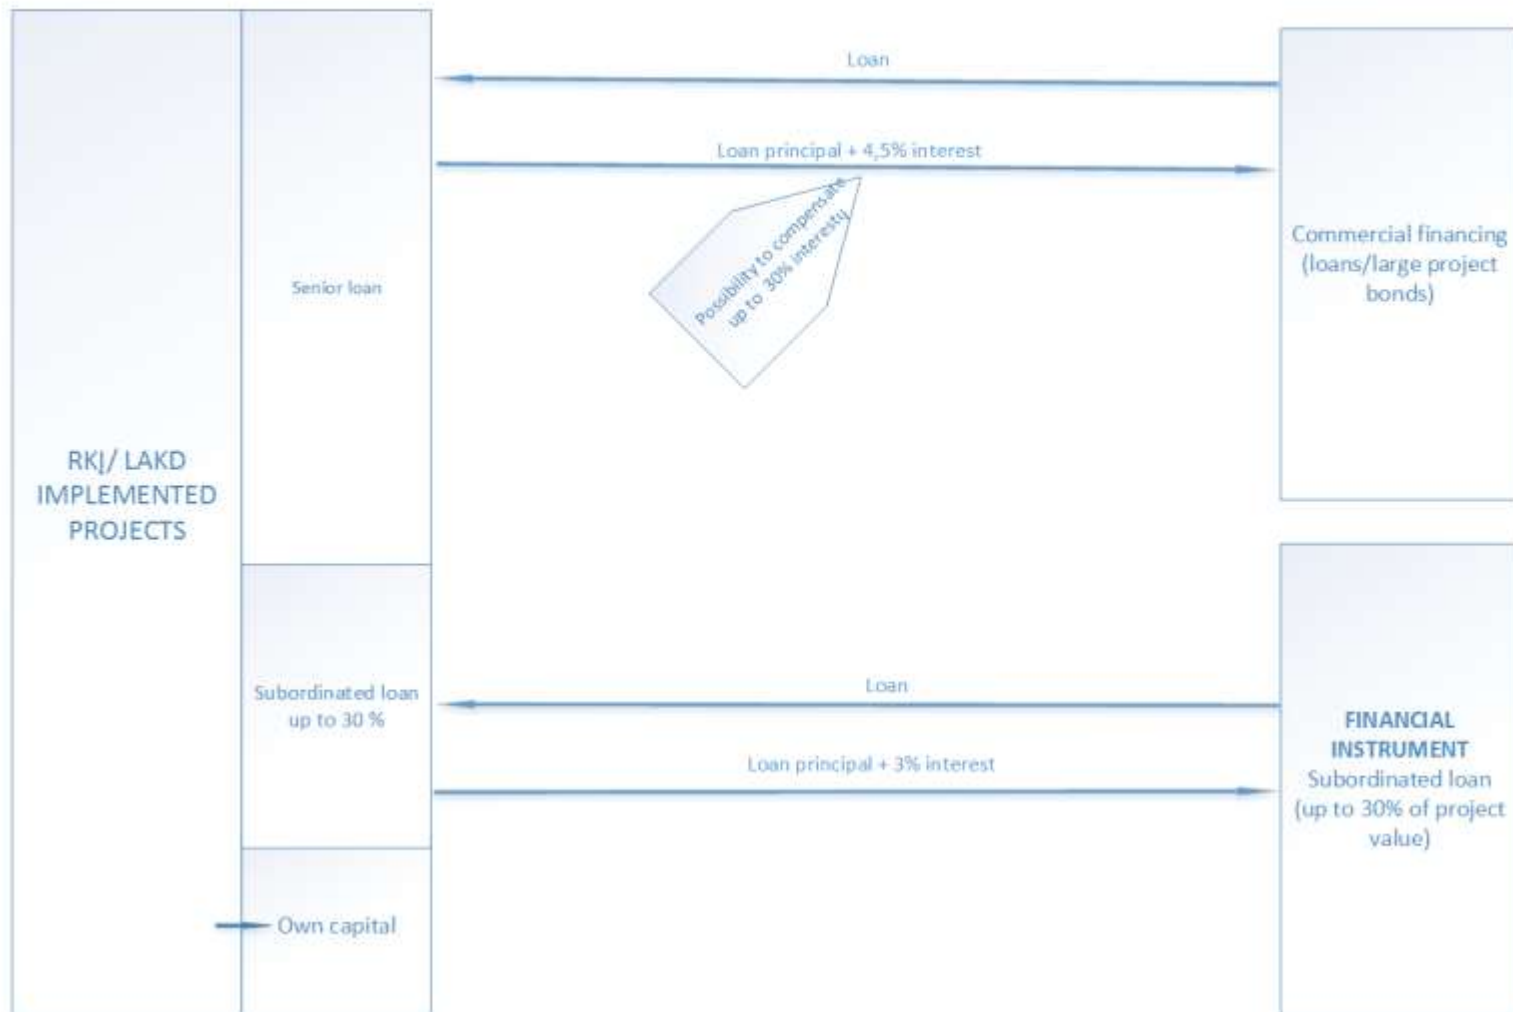 Loan
Loan principal + 4,5% interest
Possibility to compensate
up to 30% interestų
Senior loan
Commercial financing
(loans/large project
bonds)
RKĮ/ LAKD
IMPLEMENTED
PROJECTS
Subordinated loan
up to 30 %
Loan
Loan principal + 3% interest
FINANCIAL
INSTRUMENT
Subordinated loan
(up to 30% of project
value)
Own capital